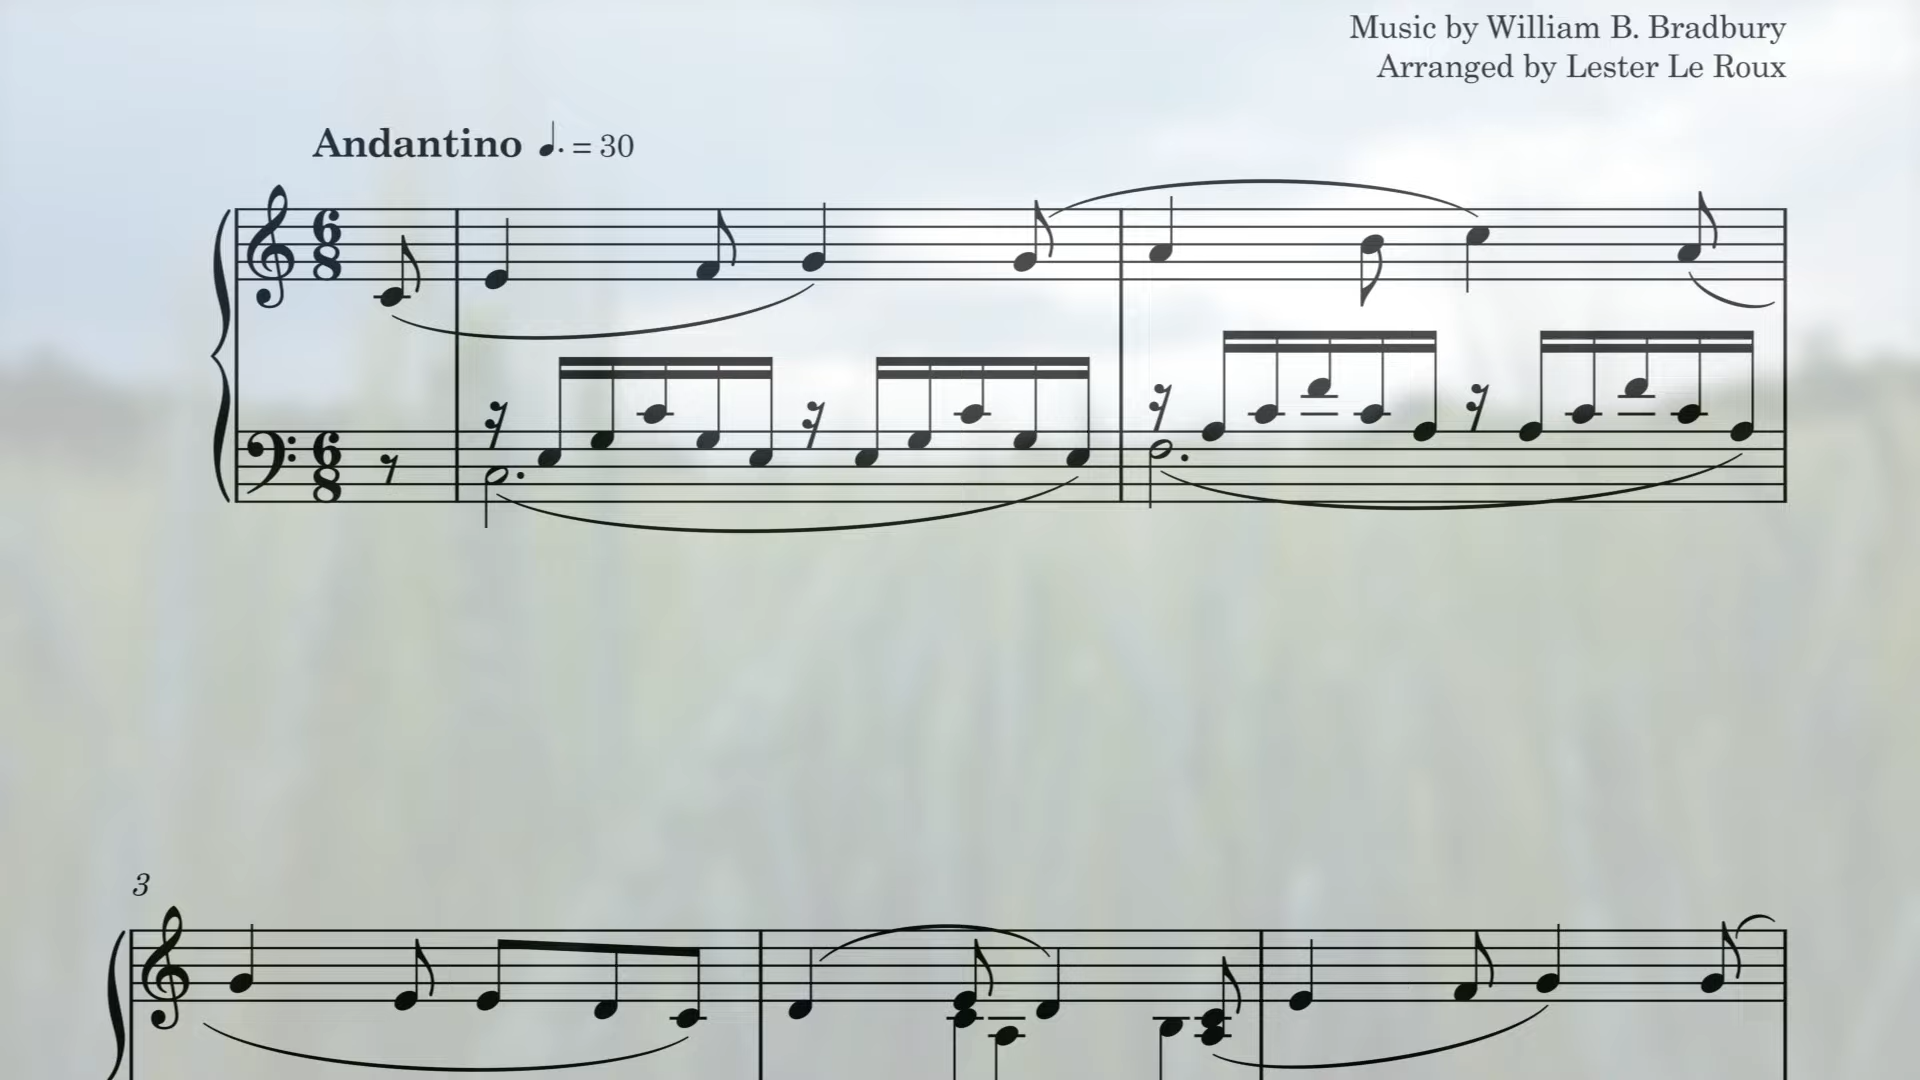 Music by William B. Bradbury
Arranged by Lester Le Roux
Andantino ♩. = 30
6
8
6
8
3